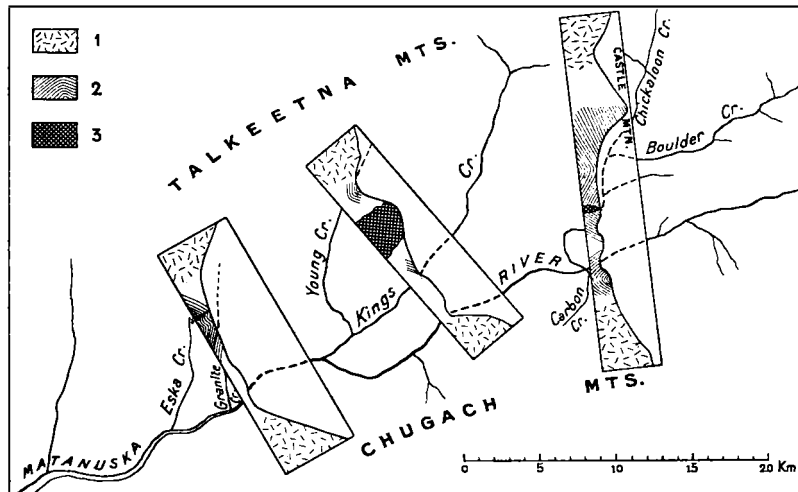 1
2
3
TALKEETNA MTS.
CASTLE MTN.
Chickaloon Cr.
Boulder Cr.
Young Cr.
Kings Cr.
RIVER
Carbon Cr.
Eska Cr.
Granite Cr.
MATANUSKA
CHUGACH MTS.
0 5 10 15 20 Km